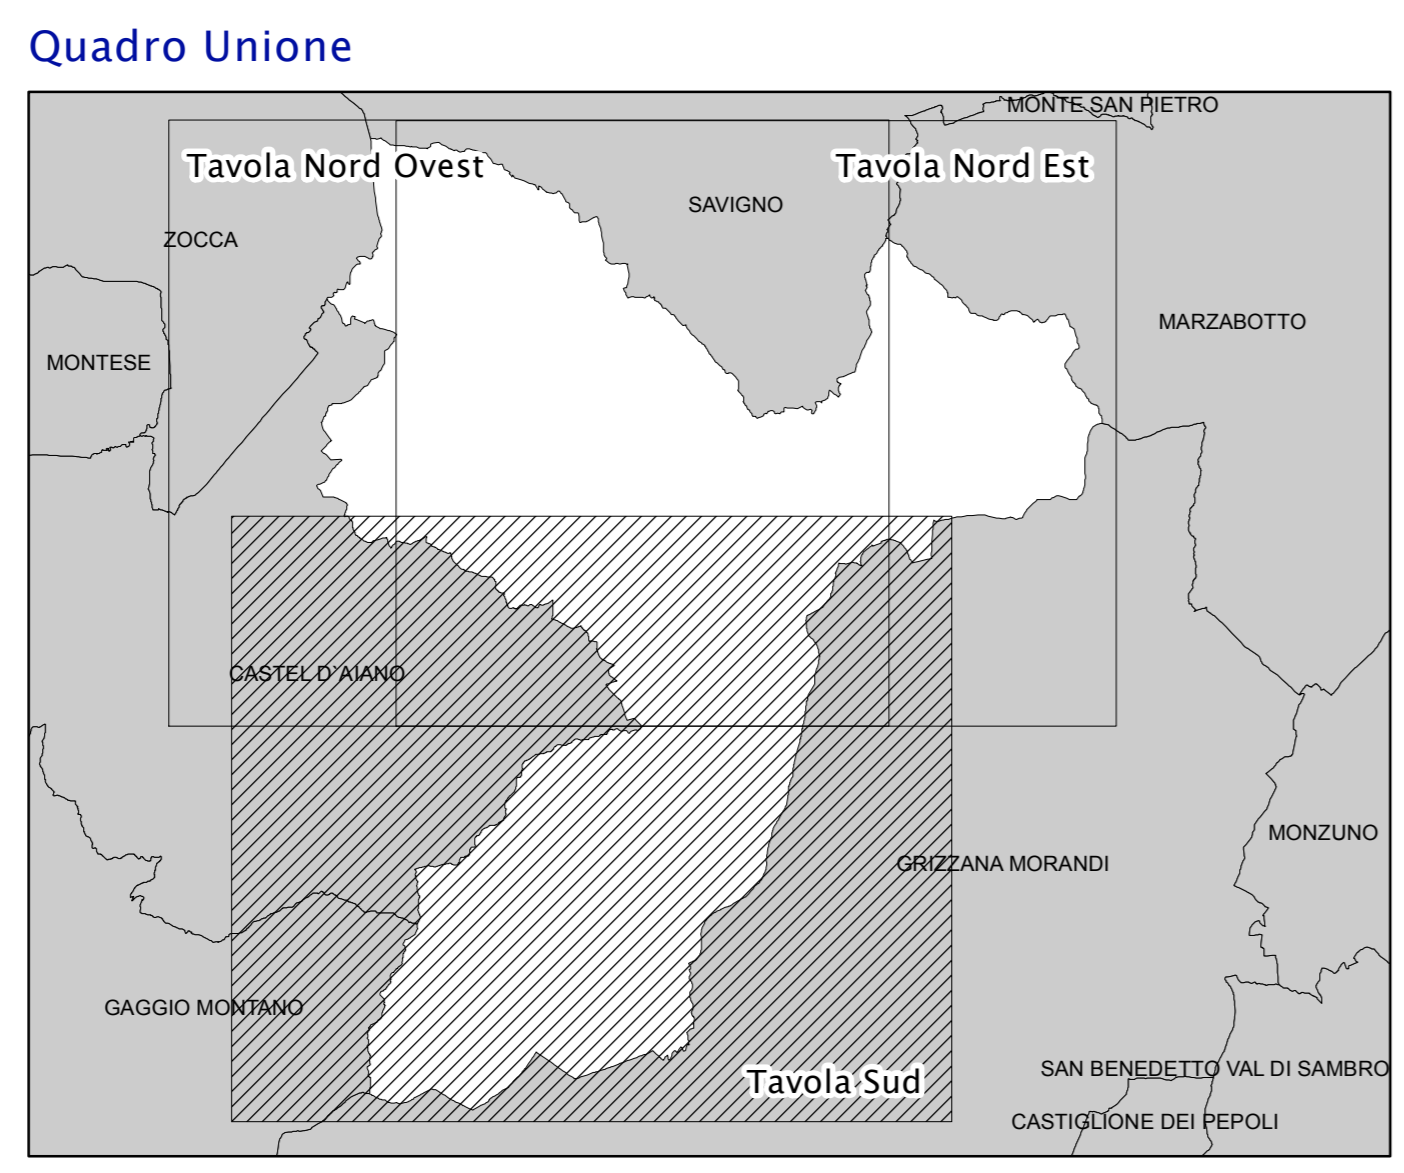 Quadro Unione
MONTE SAN PIETRO
Tavola Nord Ovest
Tavola Nord Est
SAVIGNO
ZOCCA
MARZABOTTO
MONTESE
CASTEL D`AIANO
MONZUNO
GRIZZANA MORANDI
GAGGIO MONTANO
SAN BENEDETTO VAL DI SAMBRO
Tavola Sud
CASTIGLIONE DEI PEPOLI